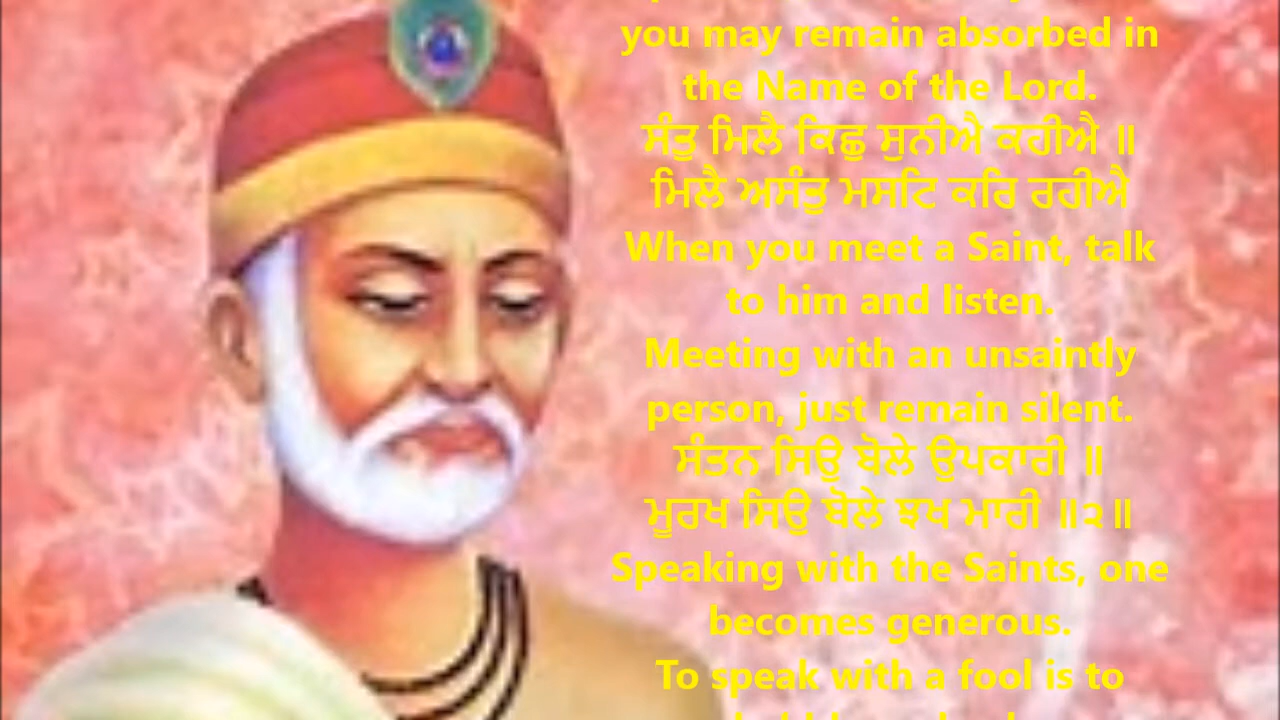 you may remain absorbed in
the Name of the Lord.
ਸੰਤੁ ਮਿਲੈ ਕਿਛੁ ਸੁਨੀਐ ਕਹੀਐ ॥
ਮਿਲੈ ਅਸੰਤੁ ਮਸਟਿ ਕਰਿ ਰਹੀਐ
When you meet a Saint, talk
to him and listen.
Meeting with an unsaintly
person, just remain silent.
ਸੰਤਨ ਸਿਉ ਬੋਲੇ ਉਪਕਾਰੀ ॥
ਮੂਰਖ ਸਿਉ ਬੋਲੇ ਝਖ ਮਾਰੀ ॥੨॥
Speaking with the Saints, one
becomes generous.
To speak with a fool is to